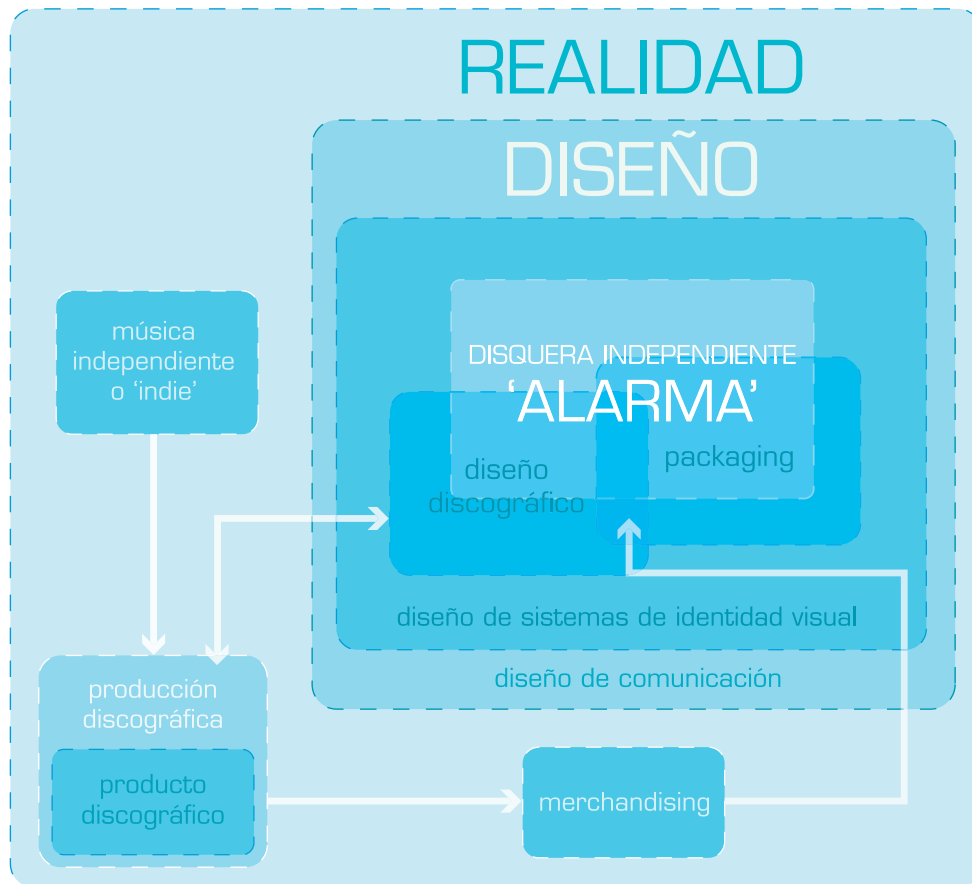 REALIDAD
DISEÑO
música
independiente
o ‘indie’
DISQUERA INDEPENDIENTE
‘ALARMA’
diseño
discográfico
packaging
diseño de sistemas de identidad visual
diseño de comunicación
producción
discográfica
producto
discográfico
merchandising